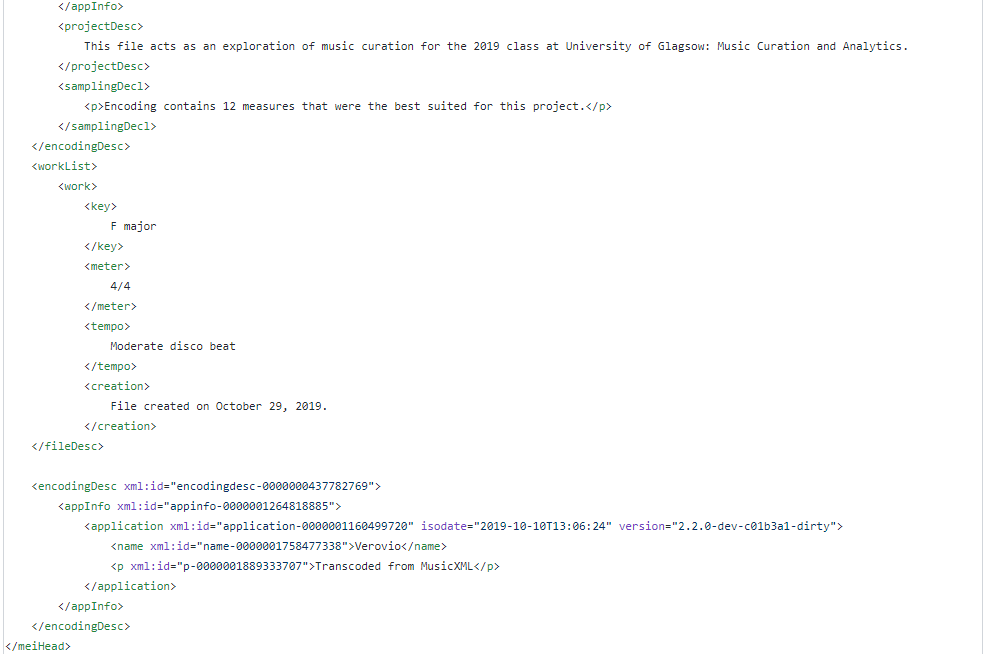 </appInfo>
<projectDesc>
This file acts as an exploration of music curation for the 2019 class at University of Glagsow: Music Curation and Analytics.
</projectDesc>
<samplingDecl>
<p>Encoding contains 12 measures that were the best suited for this project.</p>
</samplingDecl>
</encodingDesc>
<workList>
<work>
<key>
F major
</key>
<meter>
4/4
</meter>
<tempo>
Moderate disco beat
</tempo>
<creation>
File created on October 29, 2019.
</creation>
</fileDesc>
<encodingDesc xml:id="encodingdesc-0000000437782769">
<appInfo xml:id="appinfo-0000001264818885">
<application xml:id="application-0000001160499720" isodate="2019-10-10T13:06:24" version="2.2.0-dev-c01b3a1-dirty">
<name xml:id="name-0000001758477338">Verovio</name>
<p xml:id="p-0000001889333707">Transcoded from MusicXML</p>
</application>
</appInfo>
</encodingDesc>
</meiHead>